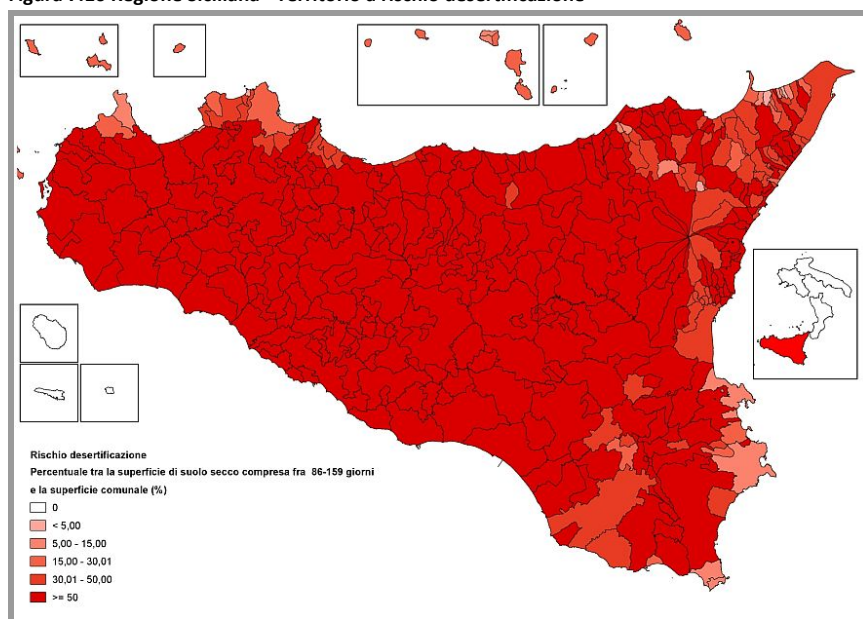 Rischio desertificazione
Percentuale tra la superficie di suolo secco compresa fra 86-159 giorni
e la superficie comunale (%)
0
< 5,00
5,00 - 15,00
15,00 - 30,01
30,01 - 50,00
>= 50